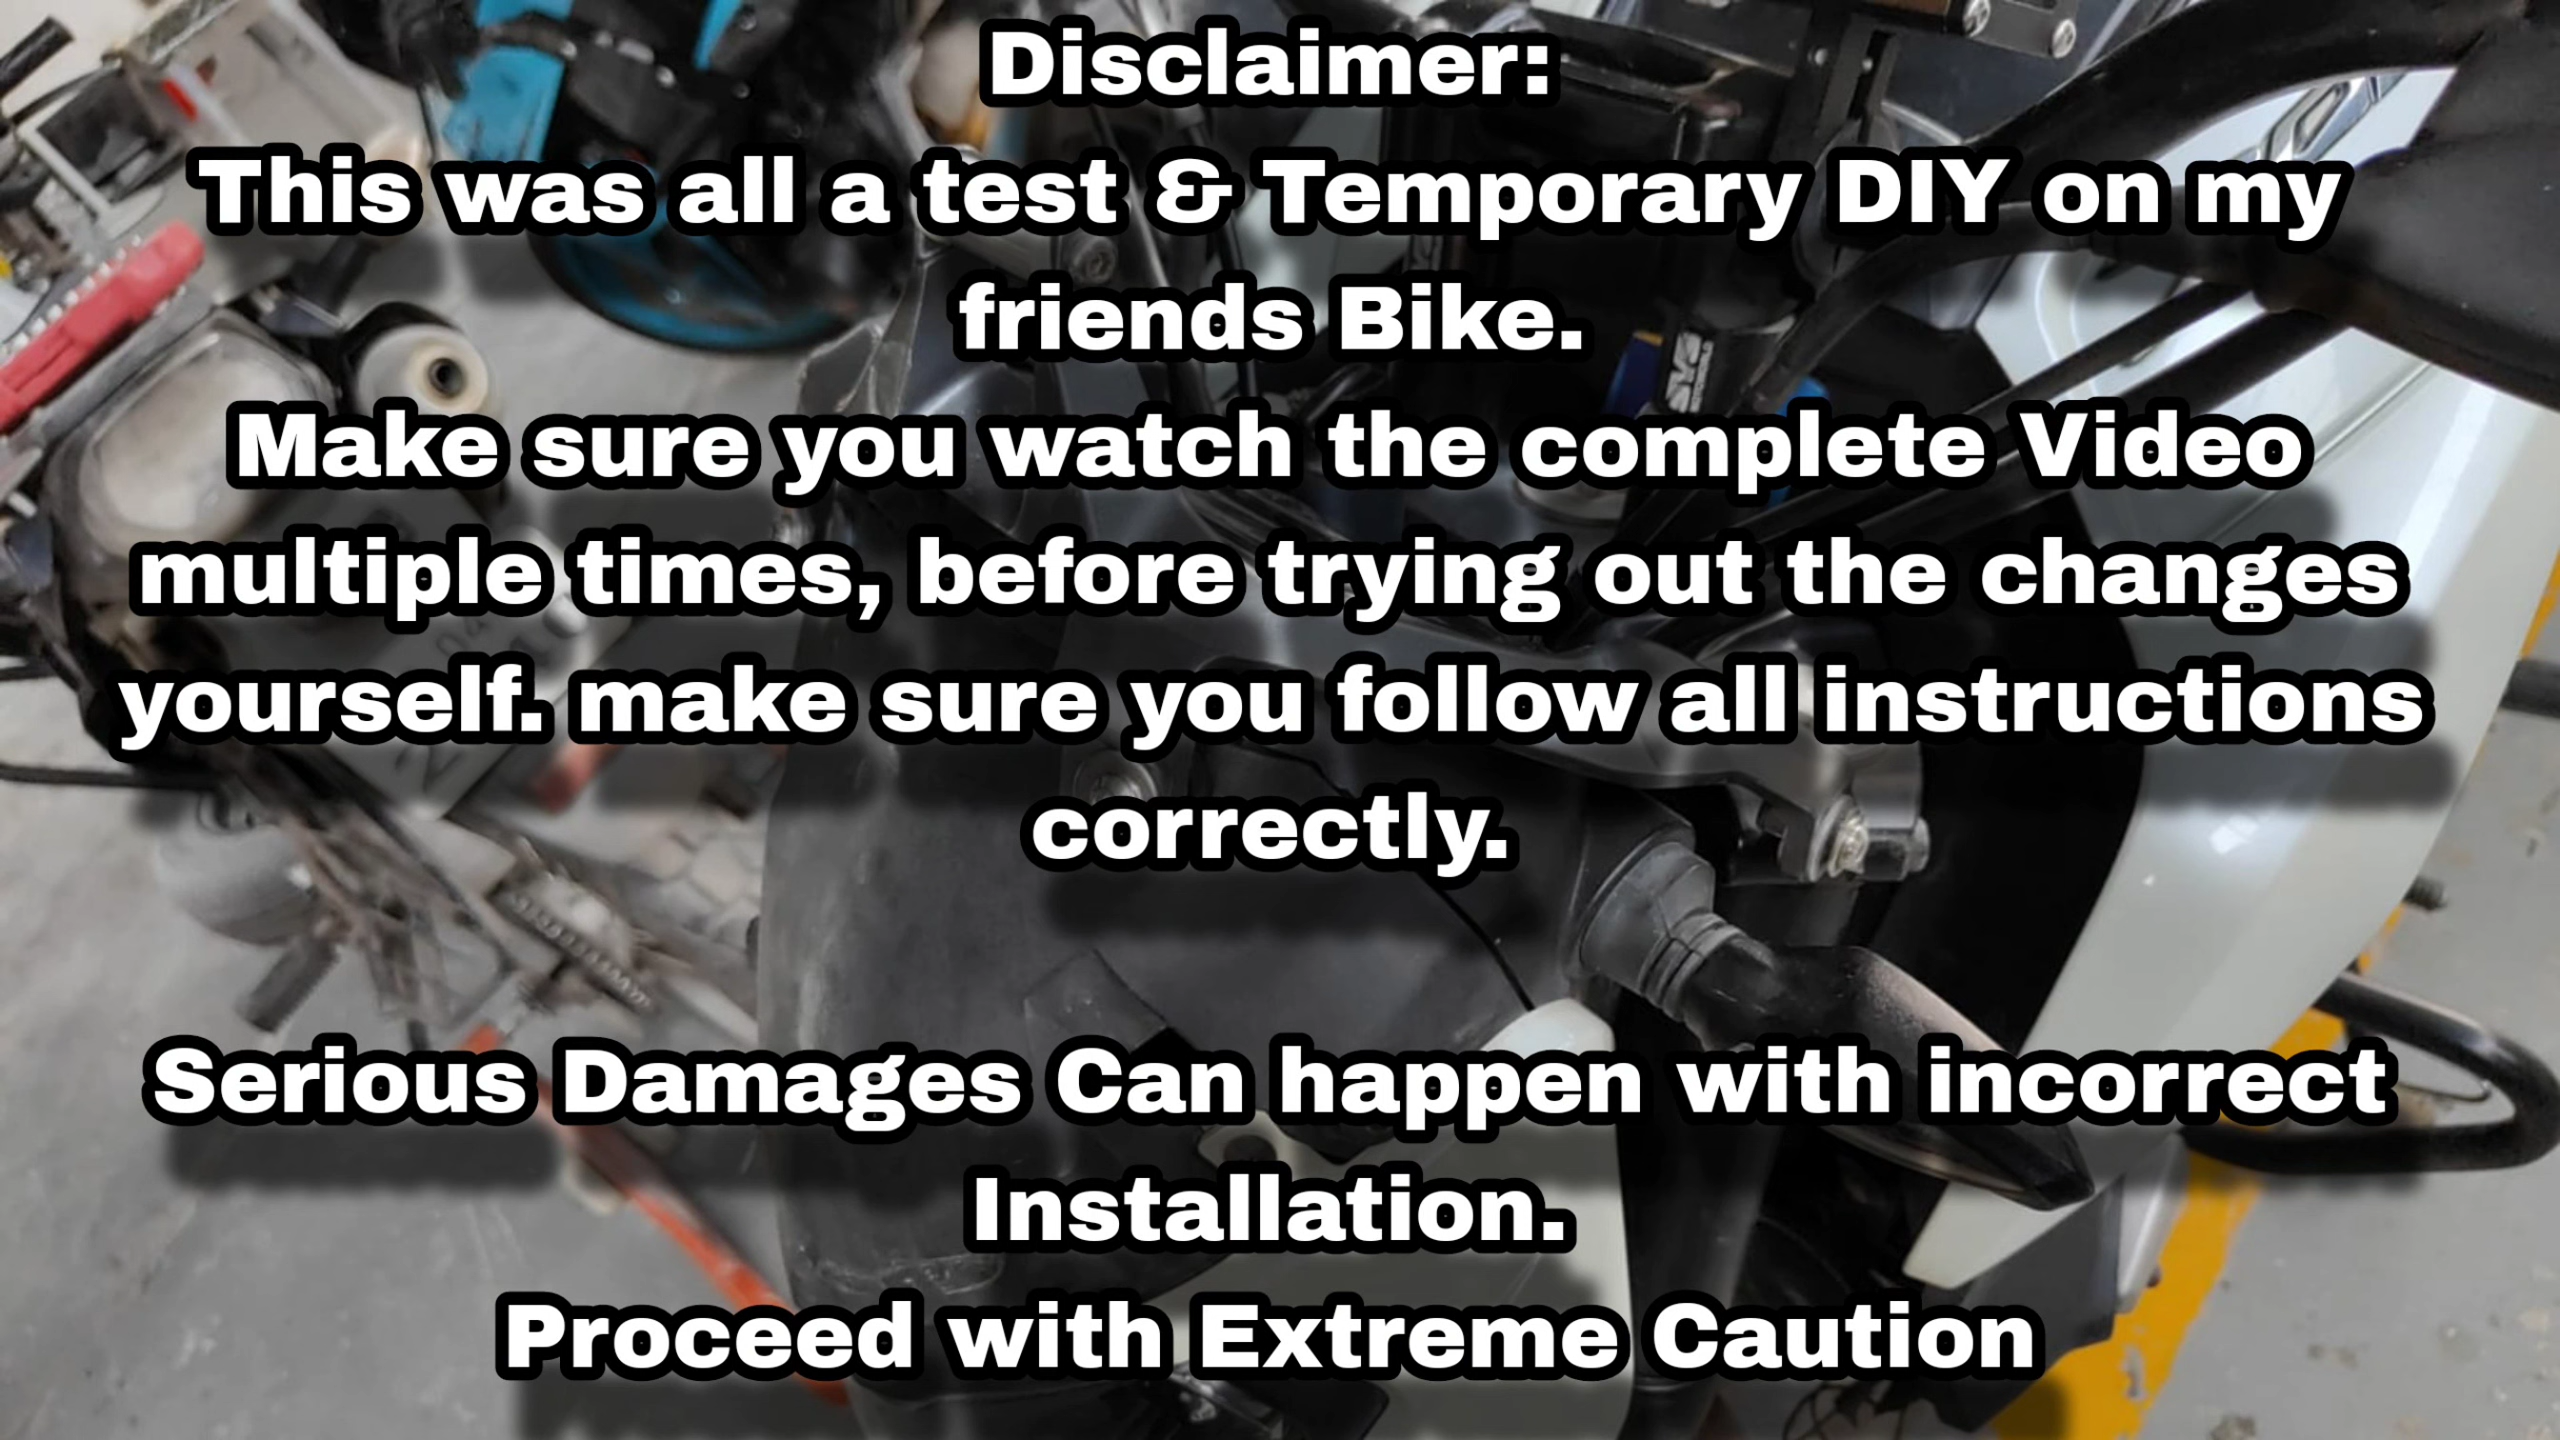 Disclaimer:
This was all a test & Temporary DIY on my
friends Bike.
Make sure you watch the complete Video
multiple times, before trying out the changes
yourself. make sure you follow all instructions
correctly.
Serious Damages Can happen with incorrect
Installation.
Proceed with Extreme Caution